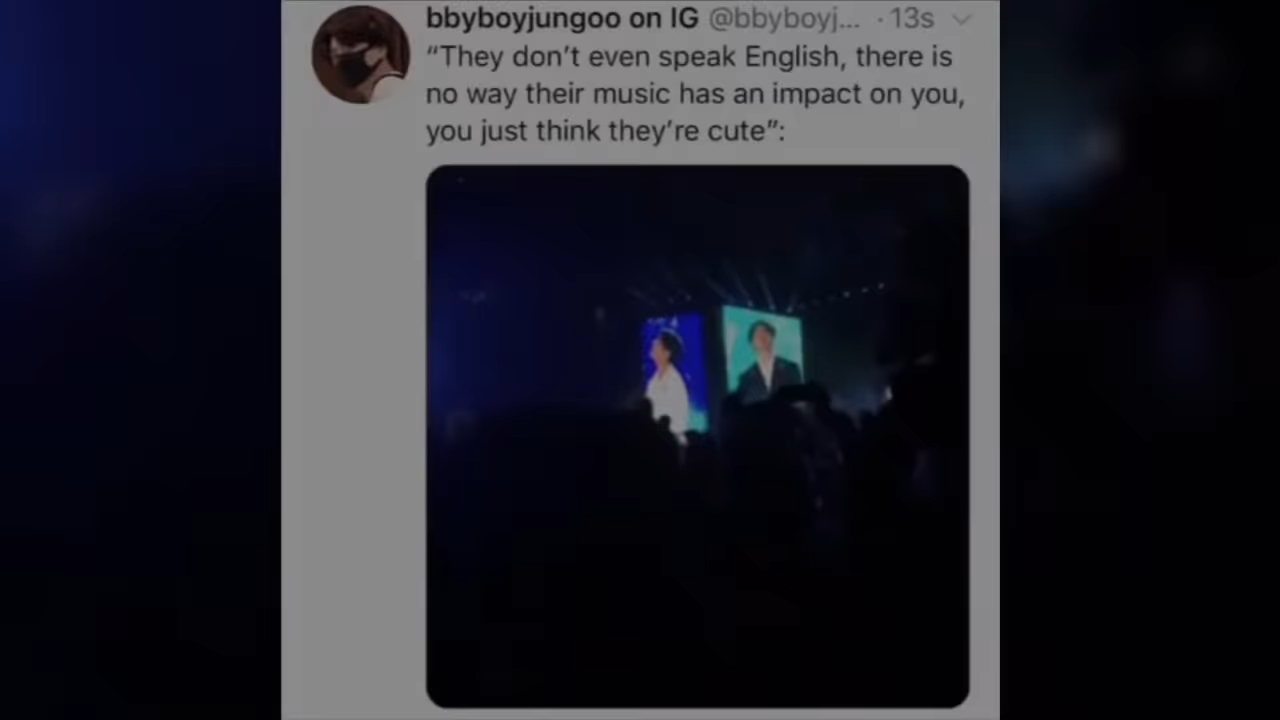 bbyboyjungoo on IG @bbyboyj... · 13s
“They don’t even speak English, there is
no way their music has an impact on you,
you just think they’re cute”: